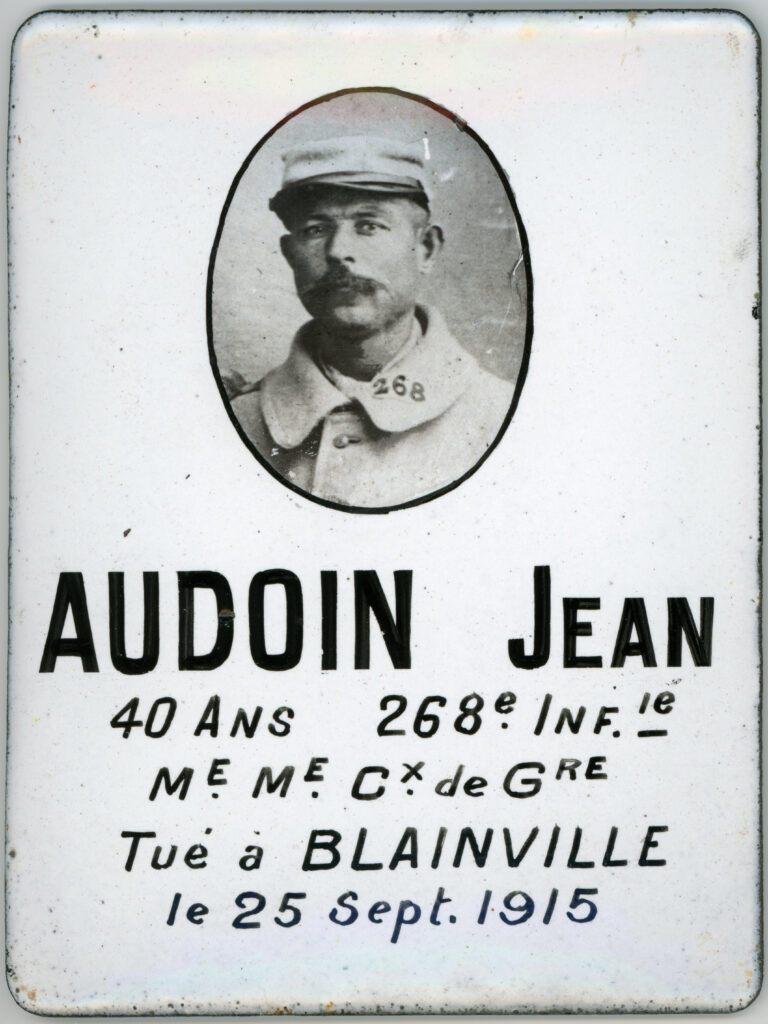 268
AUDOIN JEAN
40 ANS 268e. INF.ie
ME. ME. Cx. de GRE
Tué à BLAINVILLE
le 25 Sept. 1915